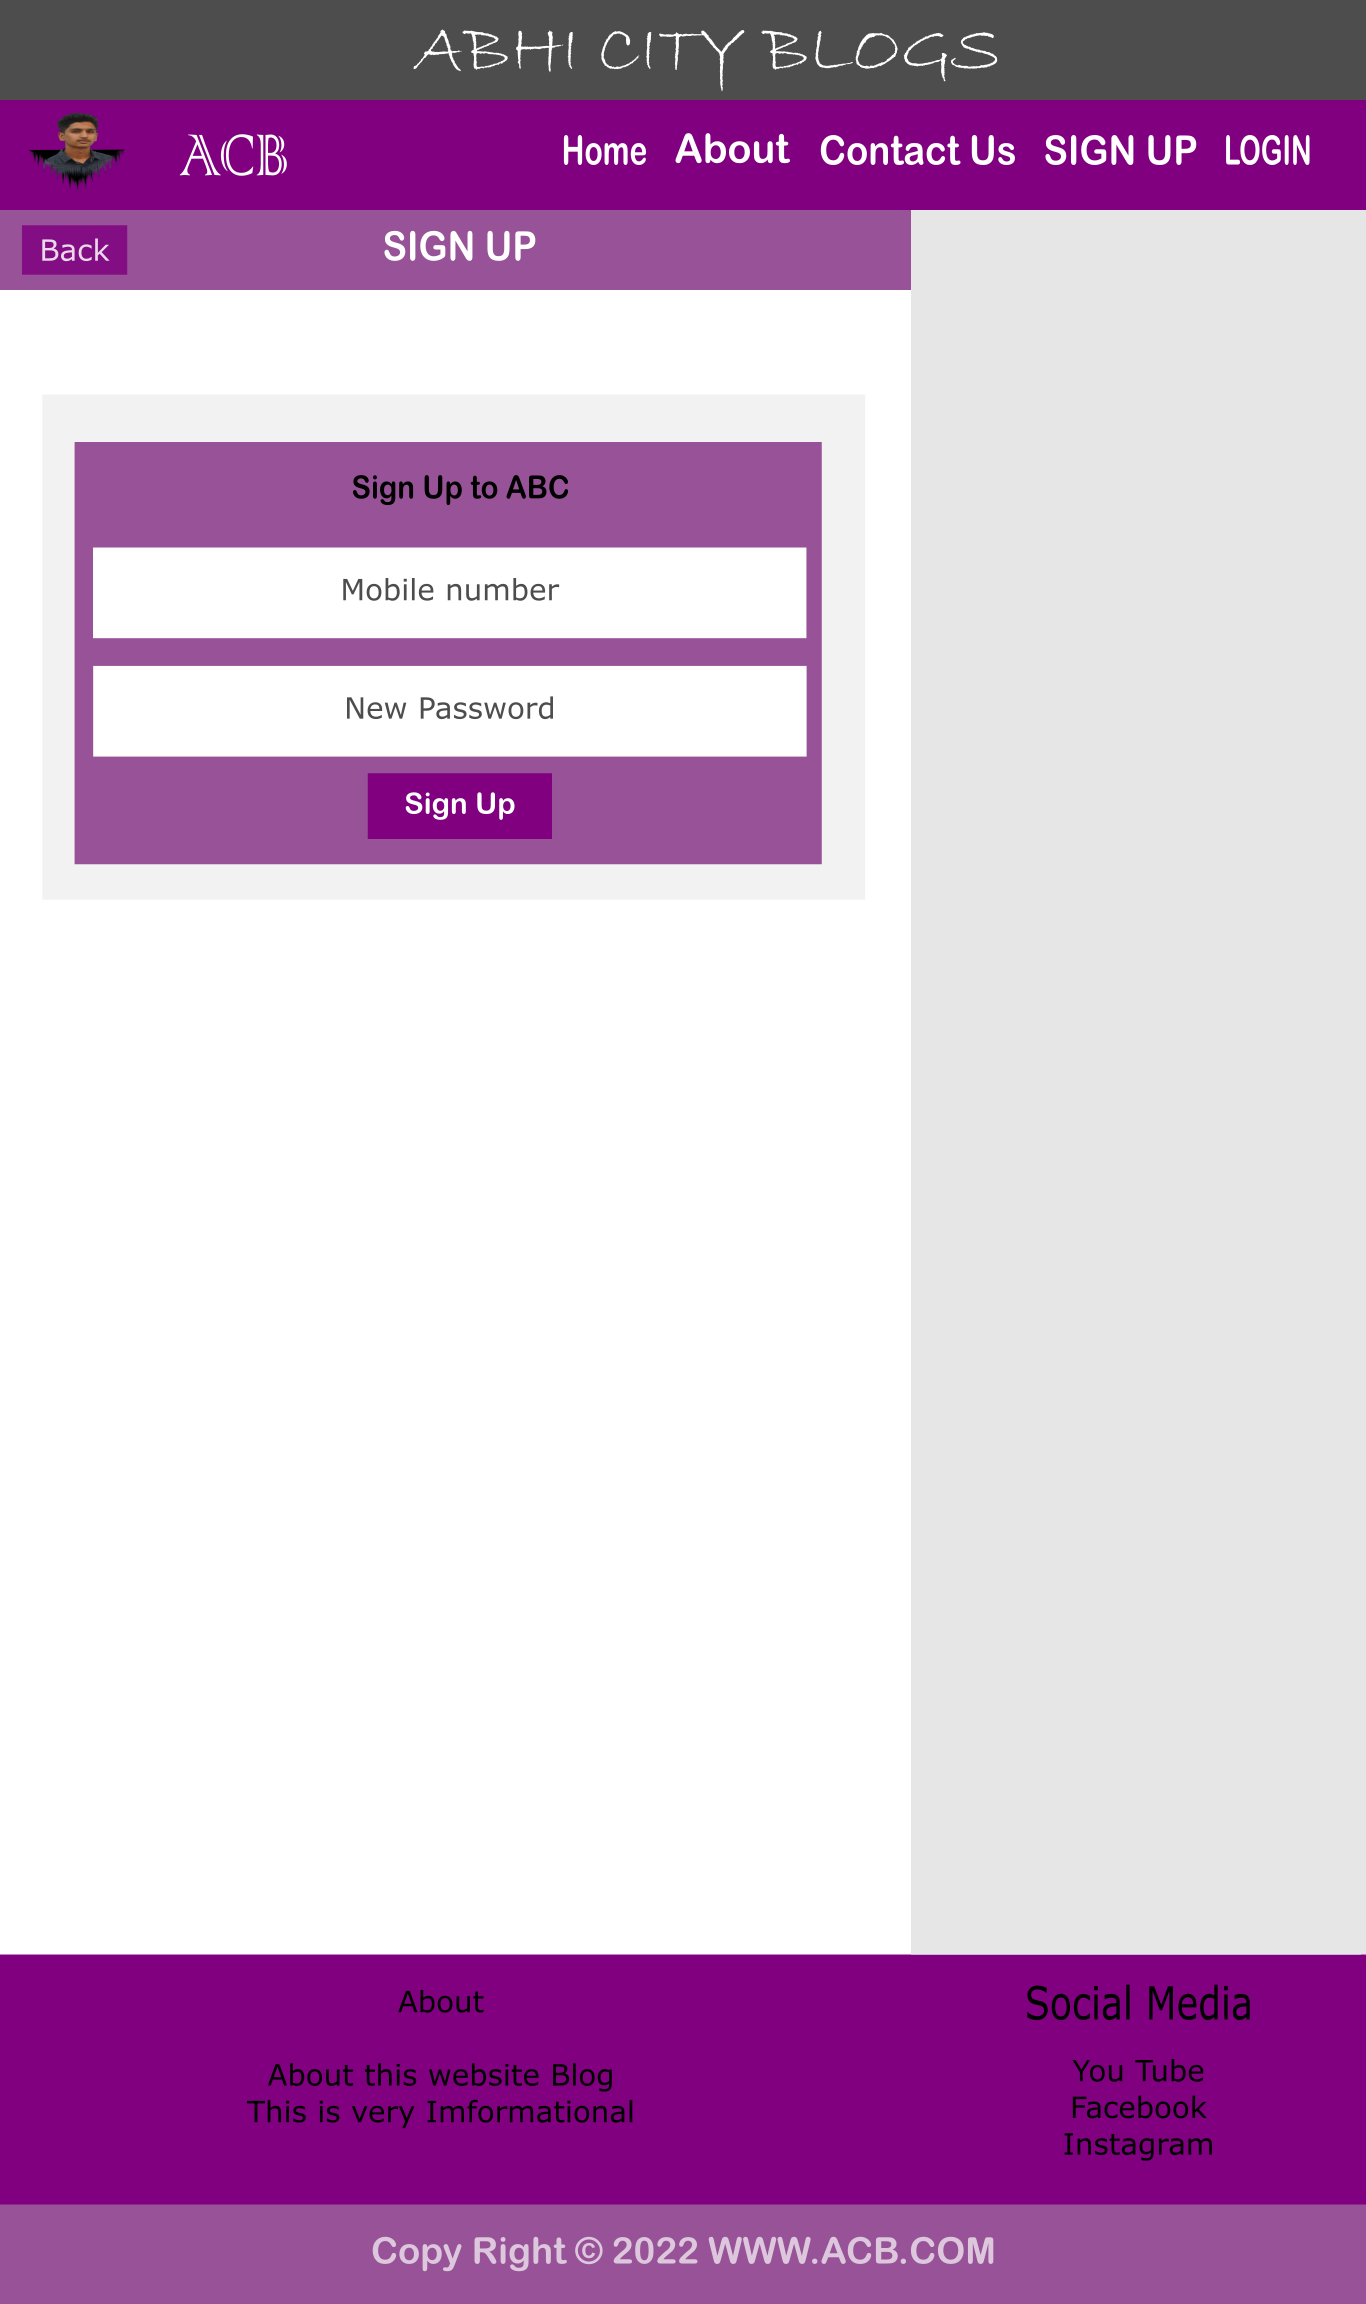 ABHI CITY BLOGS
ACB
Home About Contact Us SIGN UP LOGIN
Back
SIGN UP
Sign Up to ABC
Mobile number
New Password
Sign Up
About
About this website Blog
This is very Imformational
Social Media
You Tube
Facebook
Instagram
Copy Right © 2022 WWW.ACB.COM